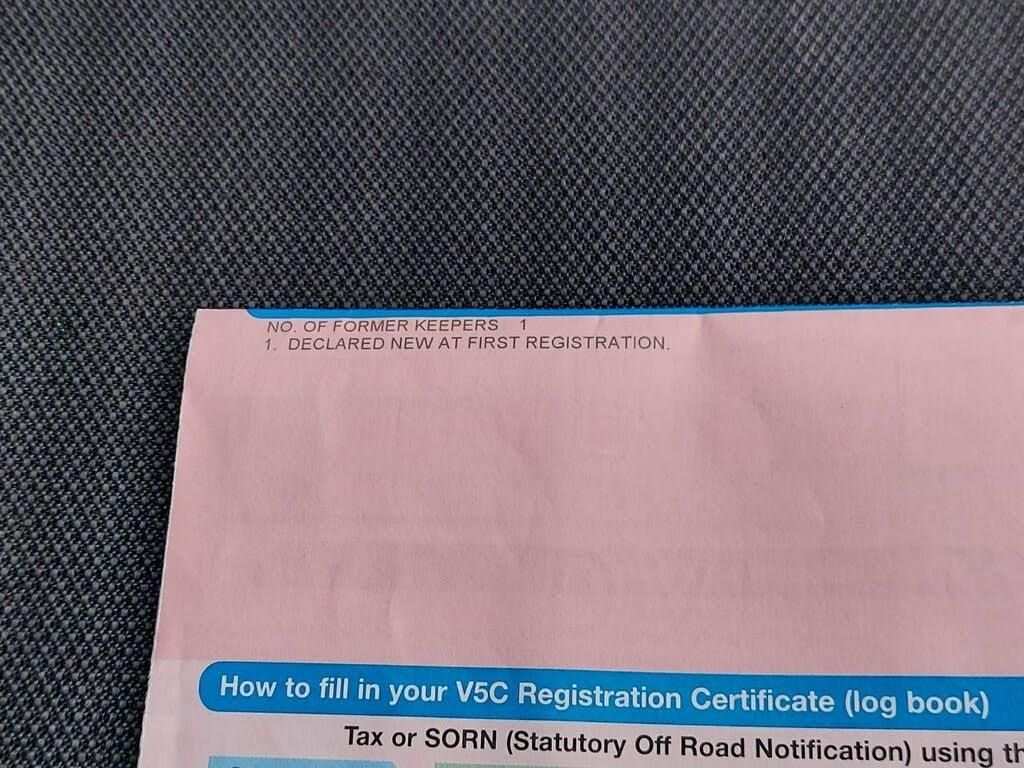 NO. OF FORMER KEEPERS 1
1. DECLARED NEW AT FIRST REGISTRATION.
How to fill in your V5C Registration Certificate (log book)
Tax or SORN (Statutory Off Road Notification) using